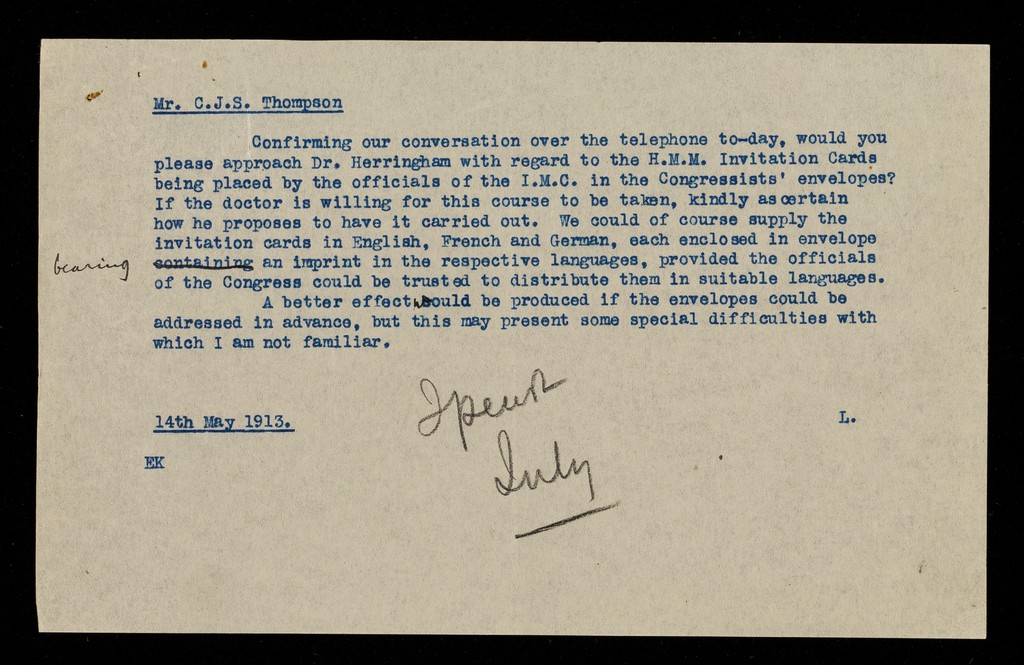 Mr. C.J.S. Thompson
Confirming our conversation over the telephone to-day, would you
please approach Dr. Herringham with regard to the H.M.M. Invitation Cards
being placed by the officials of the I.M.C. in the Congressists' envelopes?
If the doctor is willing for this course to be taken, kindly ascertain
how he proposes to have it carried out. We could of course supply the
invitation cards in English, French and German, each enclosed in envelope
bearing containing an imprint in the respective languages, provided the officials
of the Congress could be trusted to distribute them in suitable languages.
A better effect would be produced if the envelopes could be
addressed in advance, but this may present some special difficulties with
which I am not familiar.
14th May 1913. L.
EK
July